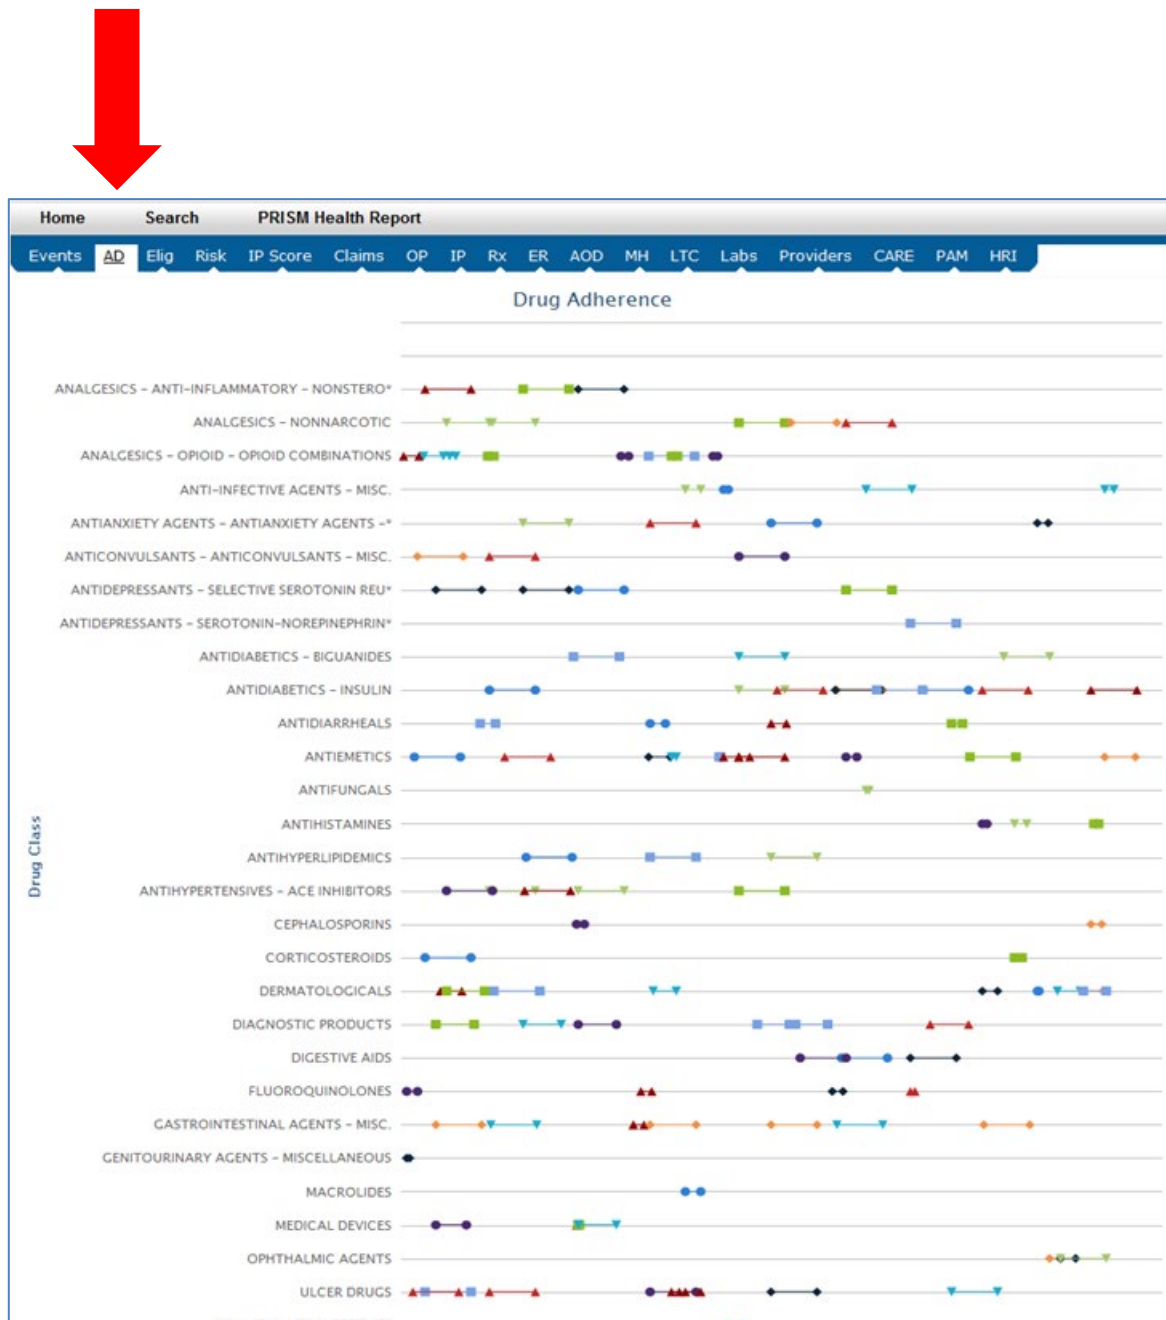 Home Search PRISM Health Report
Events AD Elig Risk IP Score Claims OP IP Rx ER AOD MH LTC Labs Providers CARE PAM HRI
Drug Adherence
ANALGESICS - ANTI-INFLAMMATORY - NONSTERO*
ANALGESICS - NONNARCOTIC
ANALGESICS - OPIOID - OPIOID COMBINATIONS
ANTI-INFECTIVE AGENTS - MISC.
ANTIANXIETY AGENTS - ANTIANXIETY AGENTS -*
ANTICONVULSANTS - ANTICONVULSANTS - MISC.
ANTIDEPRESSANTS - SELECTIVE SEROTONIN REU*
ANTIDEPRESSANTS - SEROTONIN-NOREPINEPHRIN*
ANTIDIABETICS - BIGUANIDES
ANTIDIABETICS - INSULIN
ANTIDIARRHEALS
ANTIEMETICS
ANTIFUNGALS
ANTIHISTAMINES
ANTIHYPERLIPIDEMICS
Drug Class
ANTIHYPERTENSIVES - ACE INHIBITORS
CEPHALOSPORINS
CORTICOSTEROIDS
DERMATOLOGICALS
DIAGNOSTIC PRODUCTS
DIGESTIVE AIDS
FLUOROQUINOLONES
GASTROINTESTINAL AGENTS - MISC.
GENITOURINARY AGENTS - MISCELLANEOUS
MACROLIDES
MEDICAL DEVICES
OPHTHALMIC AGENTS
ULCER DRUGS